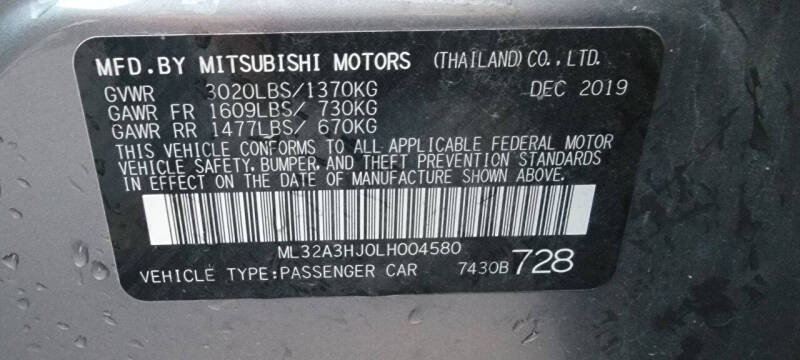 MFD.BY MITSUBISHI MOTORS (THAILAND)CO.,LTD.
GVWR 3020LBS/1370KG DEC 2019
GAWR FR 1609LBS/ 730KG
GAWR RR 1477LBS/ 670KG
THIS VEHICLE CONFORMS TO ALL APPLICABLE FEDERAL MOTOR
VEHICLE SAFETY, BUMPER, AND THEFT PREVENTION STANDARDS
IN EFFECT ON THE DATE OF MANUFACTURE SHOWN ABOVE.
ML32A3HJ0LH004580
VEHICLE TYPE:PASSENGER CAR 7430B 728